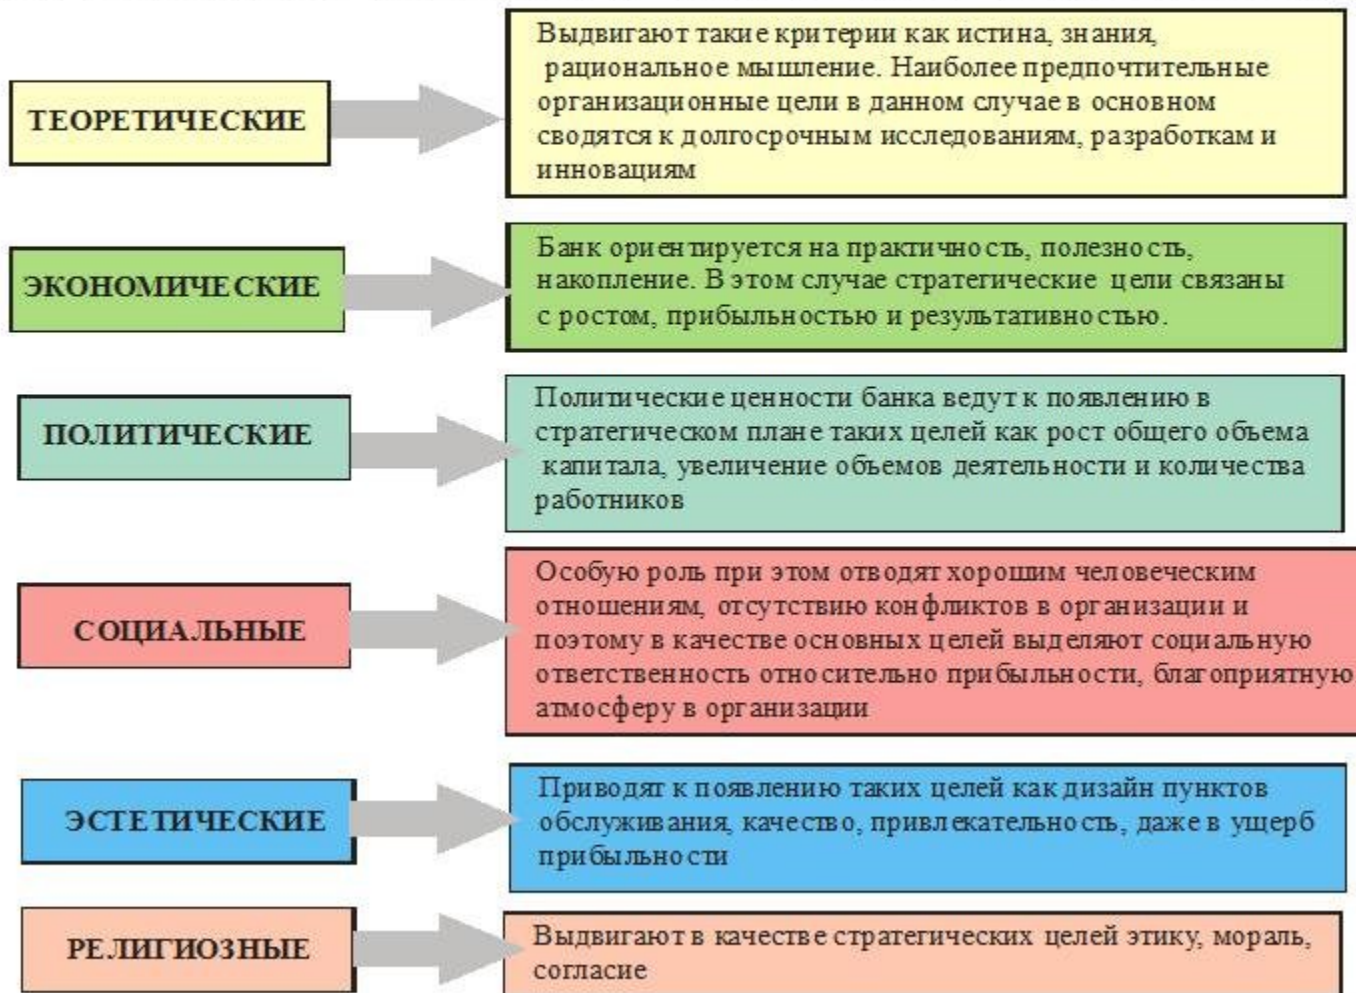 ТЕОРЕТИЧЕСКИЕ
Выдвигают такие критерии как истина, знания,
рациональное мышление. Наиболее предпочтительные
организационные цели в данном случае в основном
сводятся к долгосрочным исследованиям, разработкам и
инновациям
ЭКОНОМИЧЕСКИЕ
Банк ориентируется на практичность, полезность,
накопление. В этом случае стратегические цели связаны
с ростом, прибыльностью и результативностью.
ПОЛИТИЧЕСКИЕ
Политические ценности банка ведут к появлению в
стратегическом плане таких целей как рост общего объема
капитала, увеличение объемов деятельности и количества
работников
СОЦИАЛЬНЫЕ
Особую роль при этом отводят хорошим человеческим
отношениям, отсутствию конфликтов в организации и
поэтому в качестве основных целей выделяют социальную
ответственность относительно прибыльности, благоприятную
атмосферу в организации
ЭСТЕТИЧЕСКИЕ
Приводят к появлению таких целей как дизайн пунктов
обслуживания, качество, привлекательность, даже в ущерб
прибыльности
РЕЛИГИОЗНЫЕ
Выдвигают в качестве стратегических целей этику, мораль,
согласие